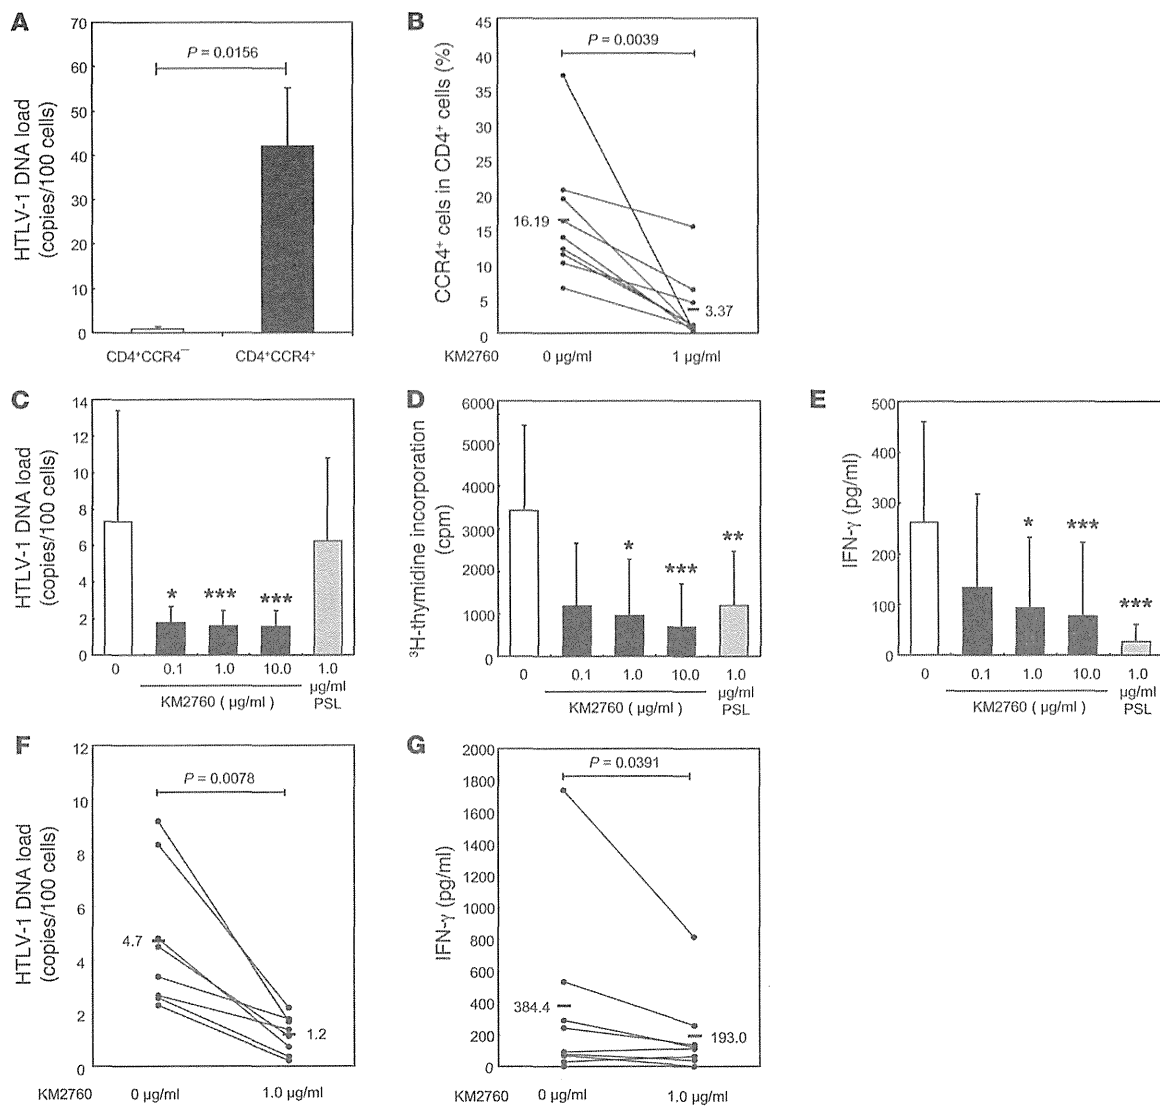 A
HTLV-1 DNA load
(copies/100 cells)
70
60
50
40
30
20
10
0
P = 0.0156
CD4⁺CCR4⁻
CD4⁺CCR4⁺
B
CCR4⁺ cels in CD4⁺ cells (%)
45
40
35
30
25
20
15
10
5
0
P = 0.0039
16.19
3.37
KM2760
0 µg/ml
1 µg/ml
C
HTLV-1 DNA load
(copies/100 cells)
14
12
10
8
6
4
2
0
*
***
***
0
0.1
1.0
10.0
1.0
µg/ml
PSL
KM2760 ( µg/ml )
D
³H-thymidine incorporation
(cpm)
6000
5000
4000
3000
2000
1000
0
*
***
**
0
0.1
1.0
10.0
1.0
µg/ml
PSL
KM2760 ( µg/ml )
E
IFN-γ (pg/ml)
500
400
300
200
100
0
*
***
***
0
0.1
1.0
10.0
1.0
µg/ml
PSL
KM2760 ( µg/ml )
F
HTLV-1 DNA load
(copies/100 cells)
12
10
8
6
4
2
0
P = 0.0078
4.7
1.2
KM2760
0 µg/ml
1.0 µg/ml
G
IFN-γ (pg/ml)
2000
1800
1600
1400
1200
1000
800
600
400
200
0
P = 0.0391
384.4
193.0
KM2760
0 µg/ml
1.0 µg/ml